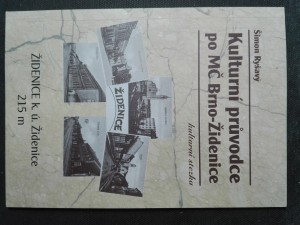 Šimon Ryšavý
Kulturní průvodce
po MČ Brno-Židenice
kulturní stezka
ŽIDENICE
ŽIDENICE k. ú. Židenice
215 m